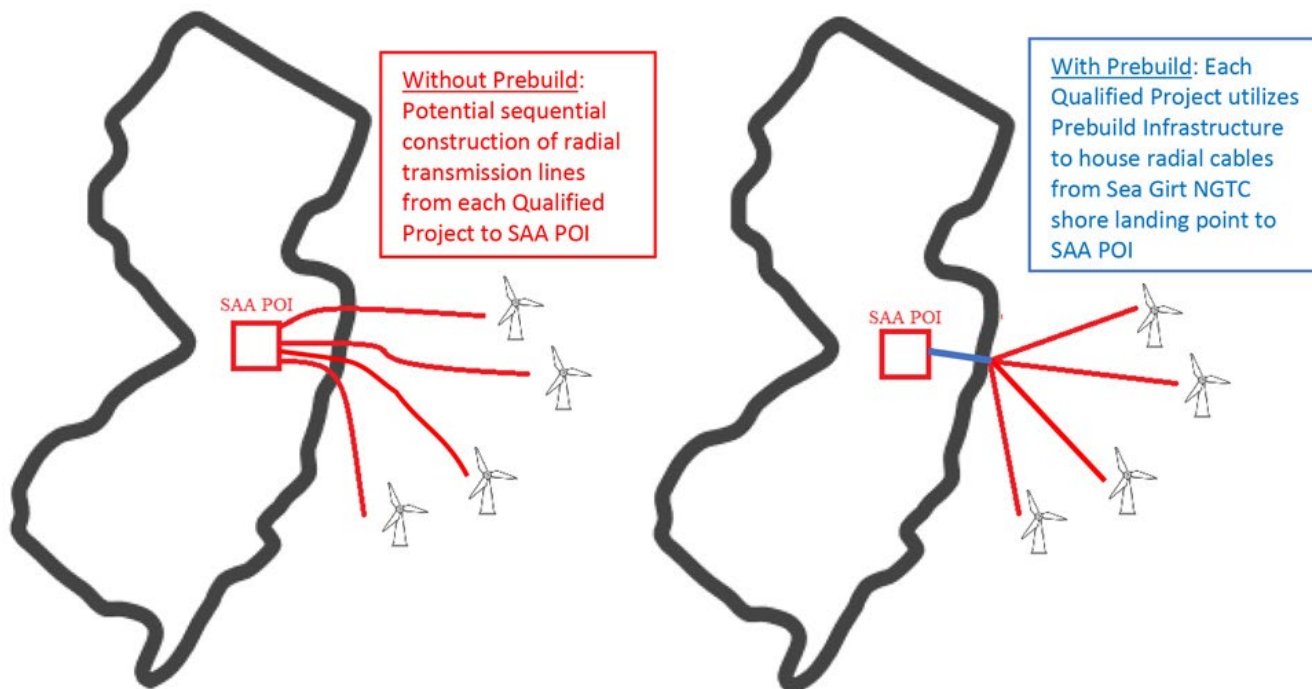 Without Prebuild:
Potential sequential
construction of radial
transmission lines
from each Qualified
Project to SAA POI
SAA POI
With Prebuild: Each
Qualified Project utilizes
Prebuild Infrastructure
to house radial cables
from Sea Girt NGTC
shore landing point to
SAA POI
SAA POI